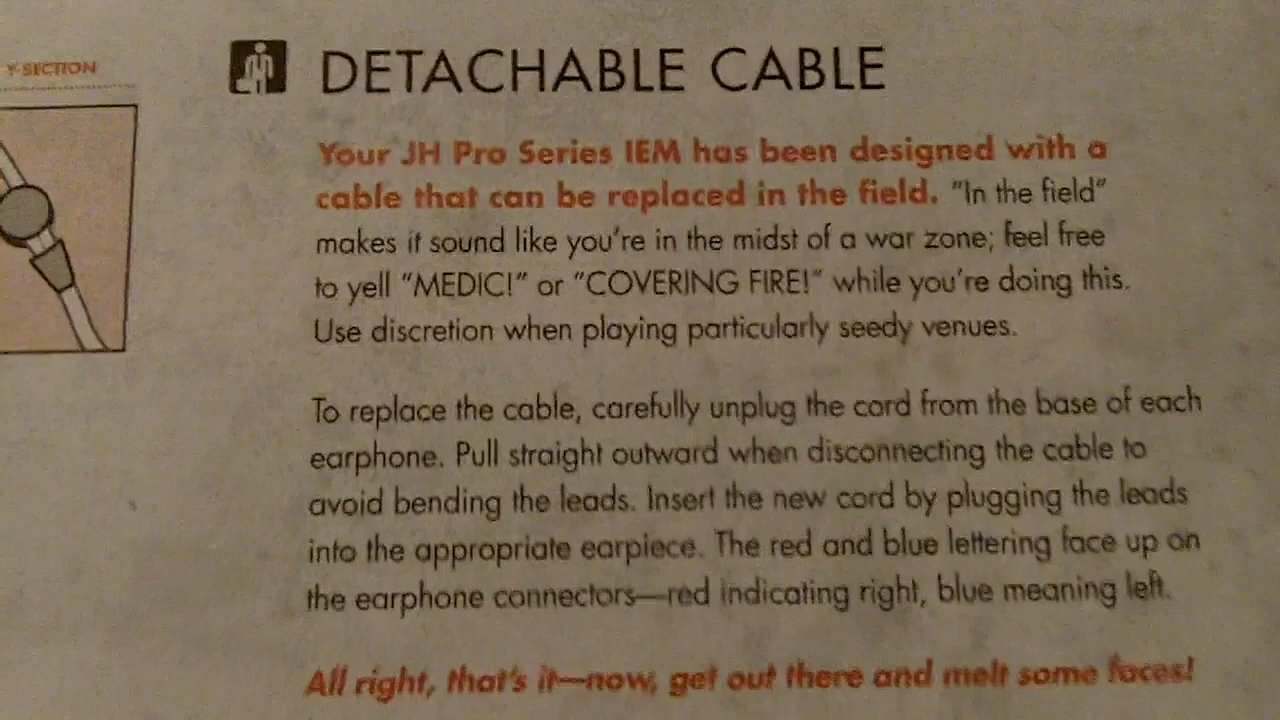 Y-SECTION
DETACHABLE CABLE
Your JH Pro Series IEM has been designed with a
cable that can be replaced in the field. "In the field"
makes it sound like you're in the midst of a war zone; feel free
to yell "MEDIC!" or "COVERING FIRE!" while you're doing this.
Use discretion when playing particularly seedy venues.
To replace the cable, carefully unplug the cord from the base of each
earphone. Pull straight outward when disconnecting the cable to
avoid bending the leads. Insert the new cord by plugging the leads
into the appropriate earpiece. The red and blue lettering face up on
the earphone connectors—red indicating right, blue meaning left.
All right, that's it—now, get out there and melt some faces!